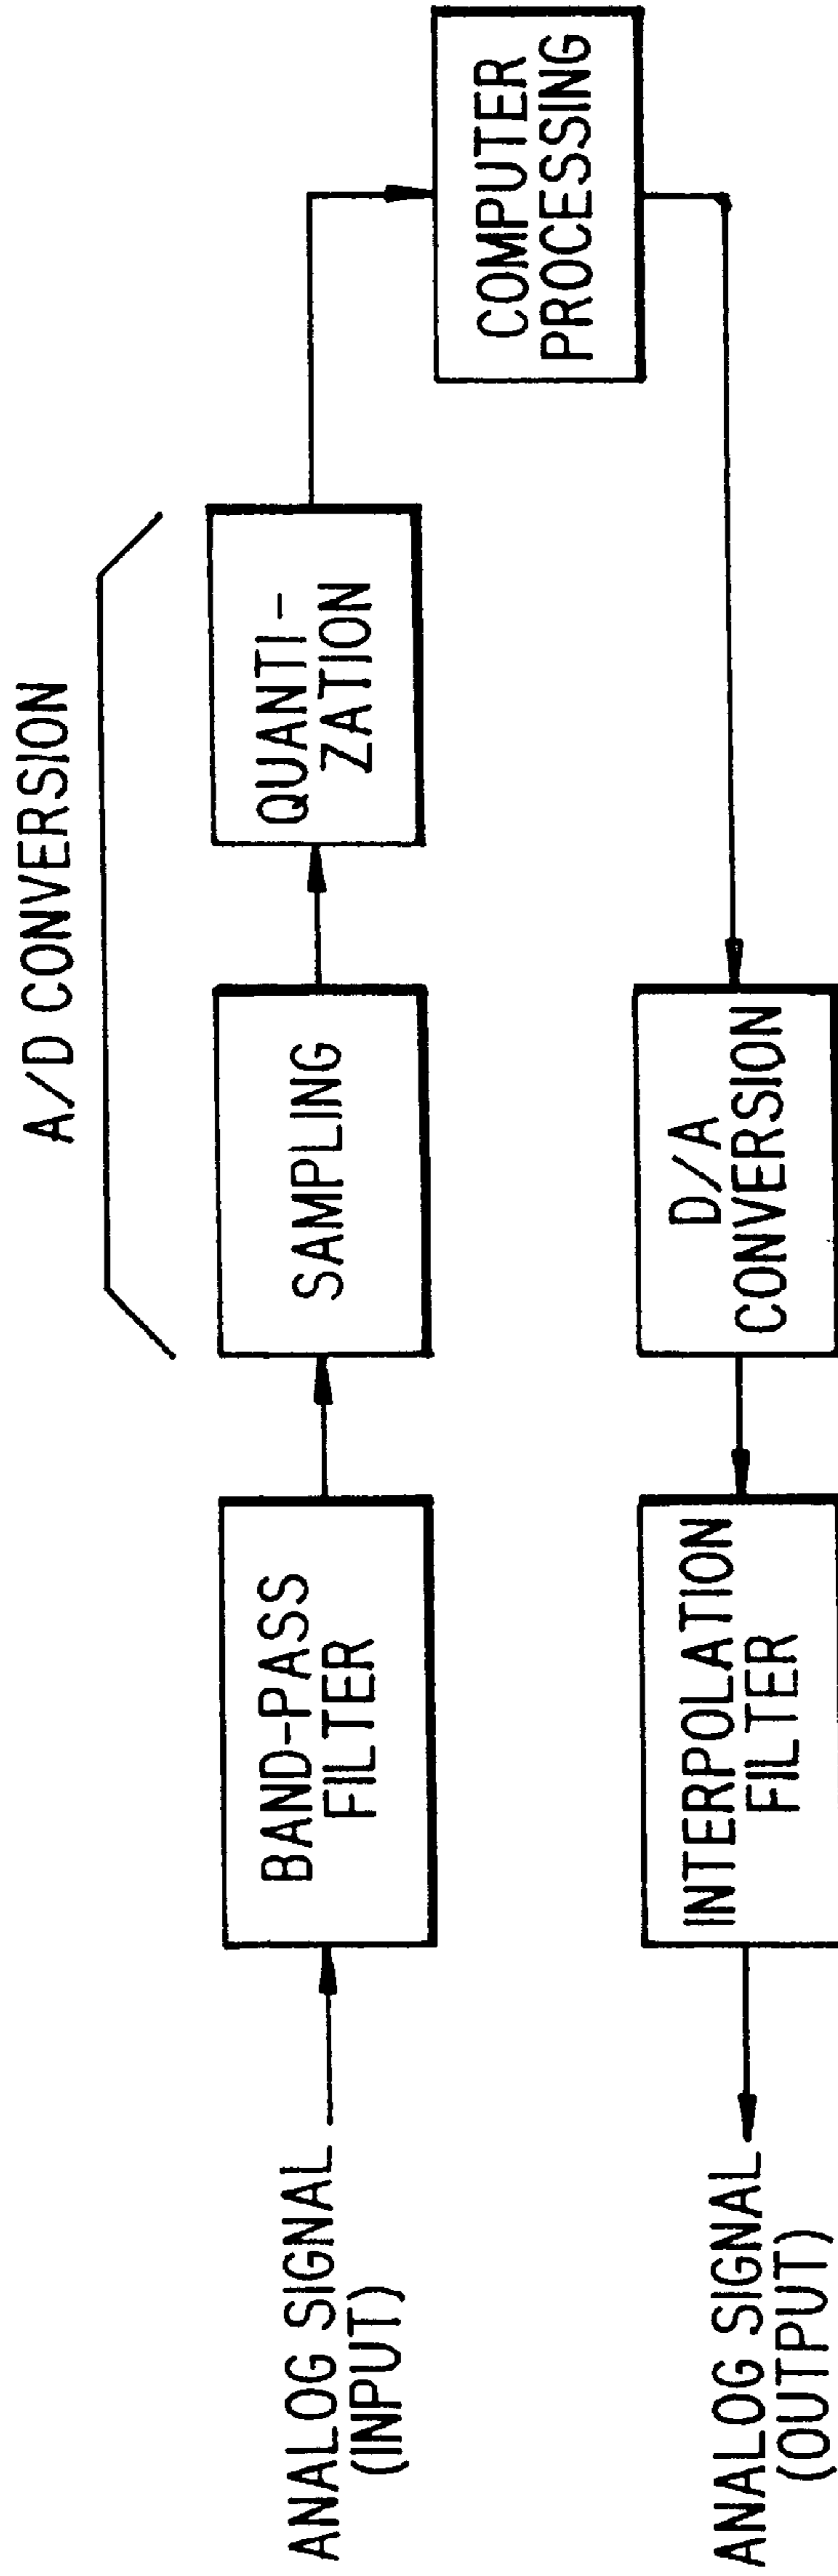 A/D CONVERSION
ANALOG SIGNAL
(INPUT)
BAND-PASS
FILTER
SAMPLING
QUANTI-
ZATION
COMPUTER
PROCESSING
D/A
CONVERSION
INTERPOLATION
FILTER
ANALOG SIGNAL
(OUTPUT)